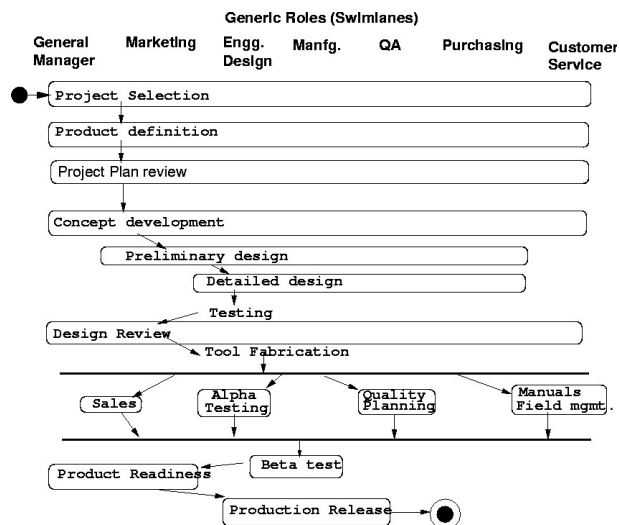 Generic Roles (Swimlanes)
General Manager
Marketing
Engg. Design
Manfg.
QA
Purchasing
Customer Service
Project Selection
Product definition
Project Plan review
Concept development
Preliminary design
Detailed design
Testing
Design Review
Tool Fabrication
Sales
Alpha Testing
Quality Planning
Manuals Field mgmt.
Beta test
Product Readiness
Production Release